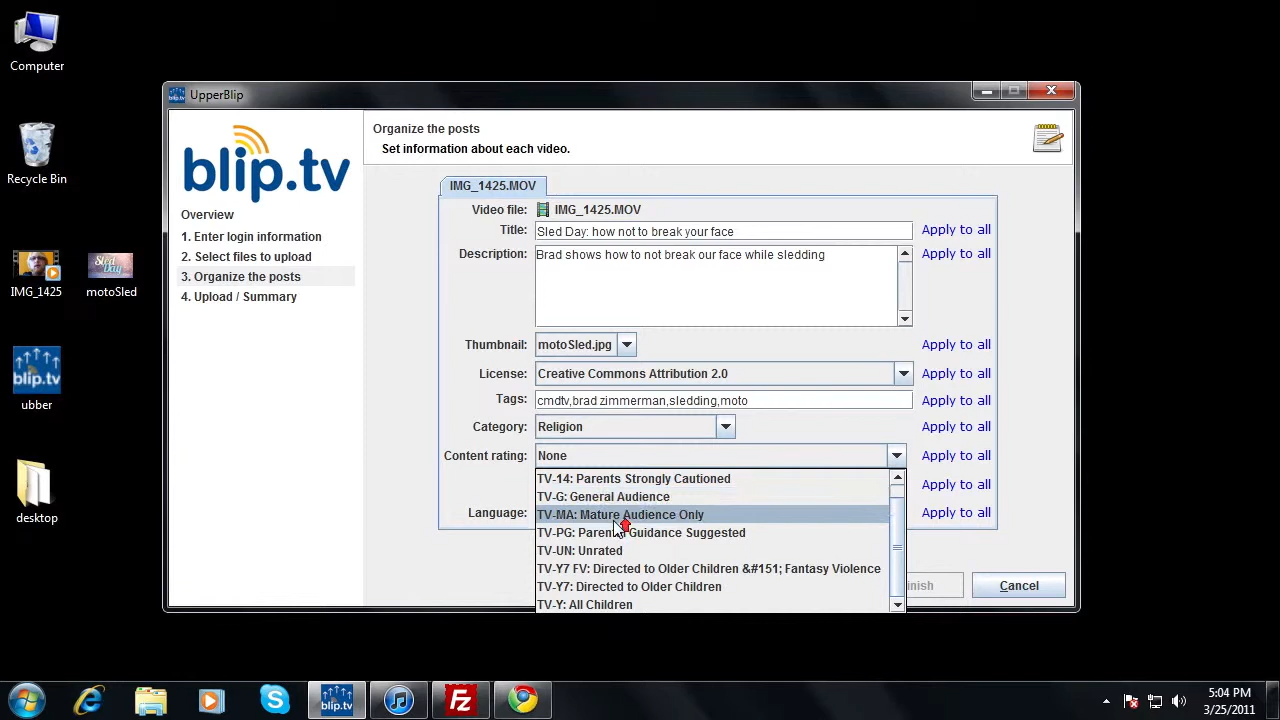 Computer
Recycle Bin
IMG_1425
motoSled
ubber
desktop
blip.tv
UpperBlip
blip.tv
Overview
1. Enter login information
2. Select files to upload
3. Organize the posts
4. Upload / Summary
Organize the posts
Set information about each video.
IMG_1425.MOV
Video file: IMG_1425.MOV
Title: Sled Day: how not to break your face Apply to all
Description: Brad shows how to not break our face while sledding Apply to all
Thumbnail: motoSled.jpg Apply to all
License: Creative Commons Attribution 2.0 Apply to all
Tags: cmdtv,brad zimmerman,sledding,moto Apply to all
Category: Religion Apply to all
Content rating: None Apply to all
TV-14: Parents Strongly Cautioned
TV-G: General Audience
Apply to all
TV-MA: Mature Audience Only
Language: Apply to all
TV-PG: Parental Guidance Suggested
TV-UN: Unrated
TV-Y7 FV: Directed to Older Children &#151; Fantasy Violence
TV-Y7: Directed to Older Children
TV-Y: All Children
Cancel
blip.tv
5:04 PM
3/25/2011